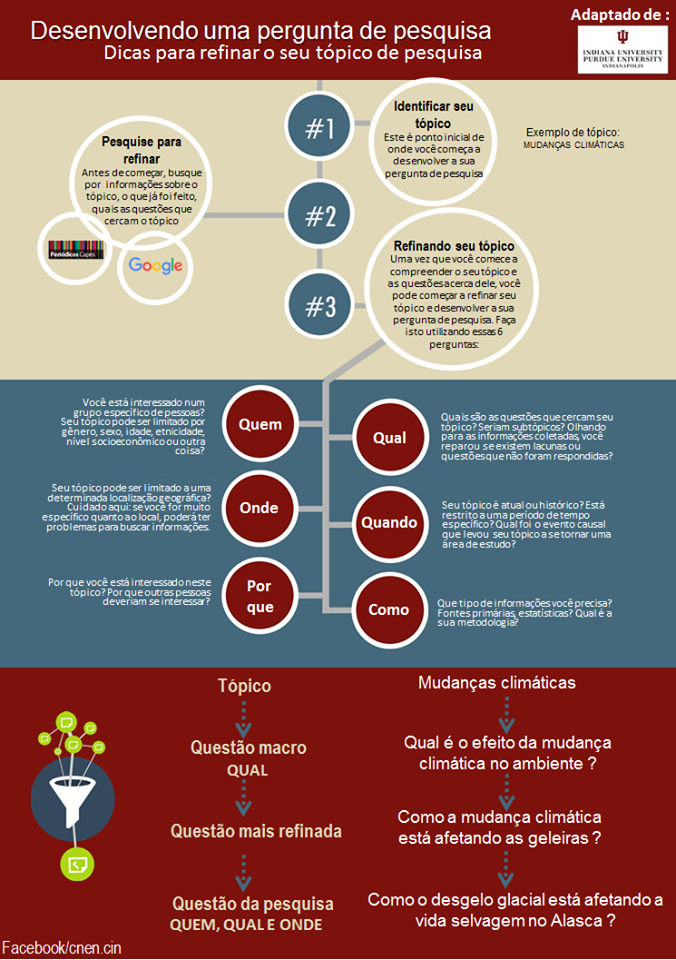 Desenvolvendo uma pergunta de pesquisa
Dicas para refinar o seu tópico de pesquisa
Adaptado de :
INDIANA UNIVERSITY
PURDUE UNIVERSITY
INDIANAPOLIS
#1
Identificar seu
tópico
Este é ponto inicial de
onde você começa a
desenvolver a sua
pergunta de pesquisa
Exemplo de tópico:
MUDANÇAS CLIMÁTICAS
Pesquise para
refinar
Antes de começar, busque
por informações sobre o
tópico, o que já foi feito,
quais as questões que
cercam o tópico
Periódicos Capes
Google
#2
#3
Refinando seu tópico
Uma vez que você comece a
compreender o seu tópico e
as questões acerca dele, você
pode começar a refinar seu
tópico e desenvolver a sua
pergunta de pesquisa. Faça
isto utilizando essas 6
perguntas:
Você está interessado num
grupo específico de pessoas?
Seu tópico pode ser limitado por
gênero, sexo, idade, etnicidade,
nível socioeconômico ou outra
coisa?
Quem
Qual
Quais são as questões que cercam seu
tópico? Seriam subtópicos? Olhando
para as informações coletadas, você
reparou se existem lacunas ou
questões que não foram respondidas?
Seu tópico pode ser limitado a uma
determinada localização geográfica?
Cuidado aqui: se você for muito
específico quanto ao local, poderá ter
problemas para buscar informações.
Onde
Quando
Seu tópico é atual ou histórico? Está
restrito a uma período de tempo
específico? Qual foi o evento causal
que levou seu tópico a se tornar uma
área de estudo?
Por que você está interessado neste
tópico? Por que outras pessoas
deveriam se interessar?
Por
que
Como
Que tipo de informações você precisa?
Fontes primárias, estatísticas? Qual é a
sua metodologia?
Tópico
Mudanças climáticas
Questão macro
QUAL
Qual é o efeito da mudança
climática no ambiente ?
Questão mais refinada
Como a mudança climática
está afetando as geleiras ?
Questão da pesquisa
QUEM, QUAL E ONDE
Como o desgelo glacial está afetando a
vida selvagem no Alasca ?
Facebook/cnen.cin